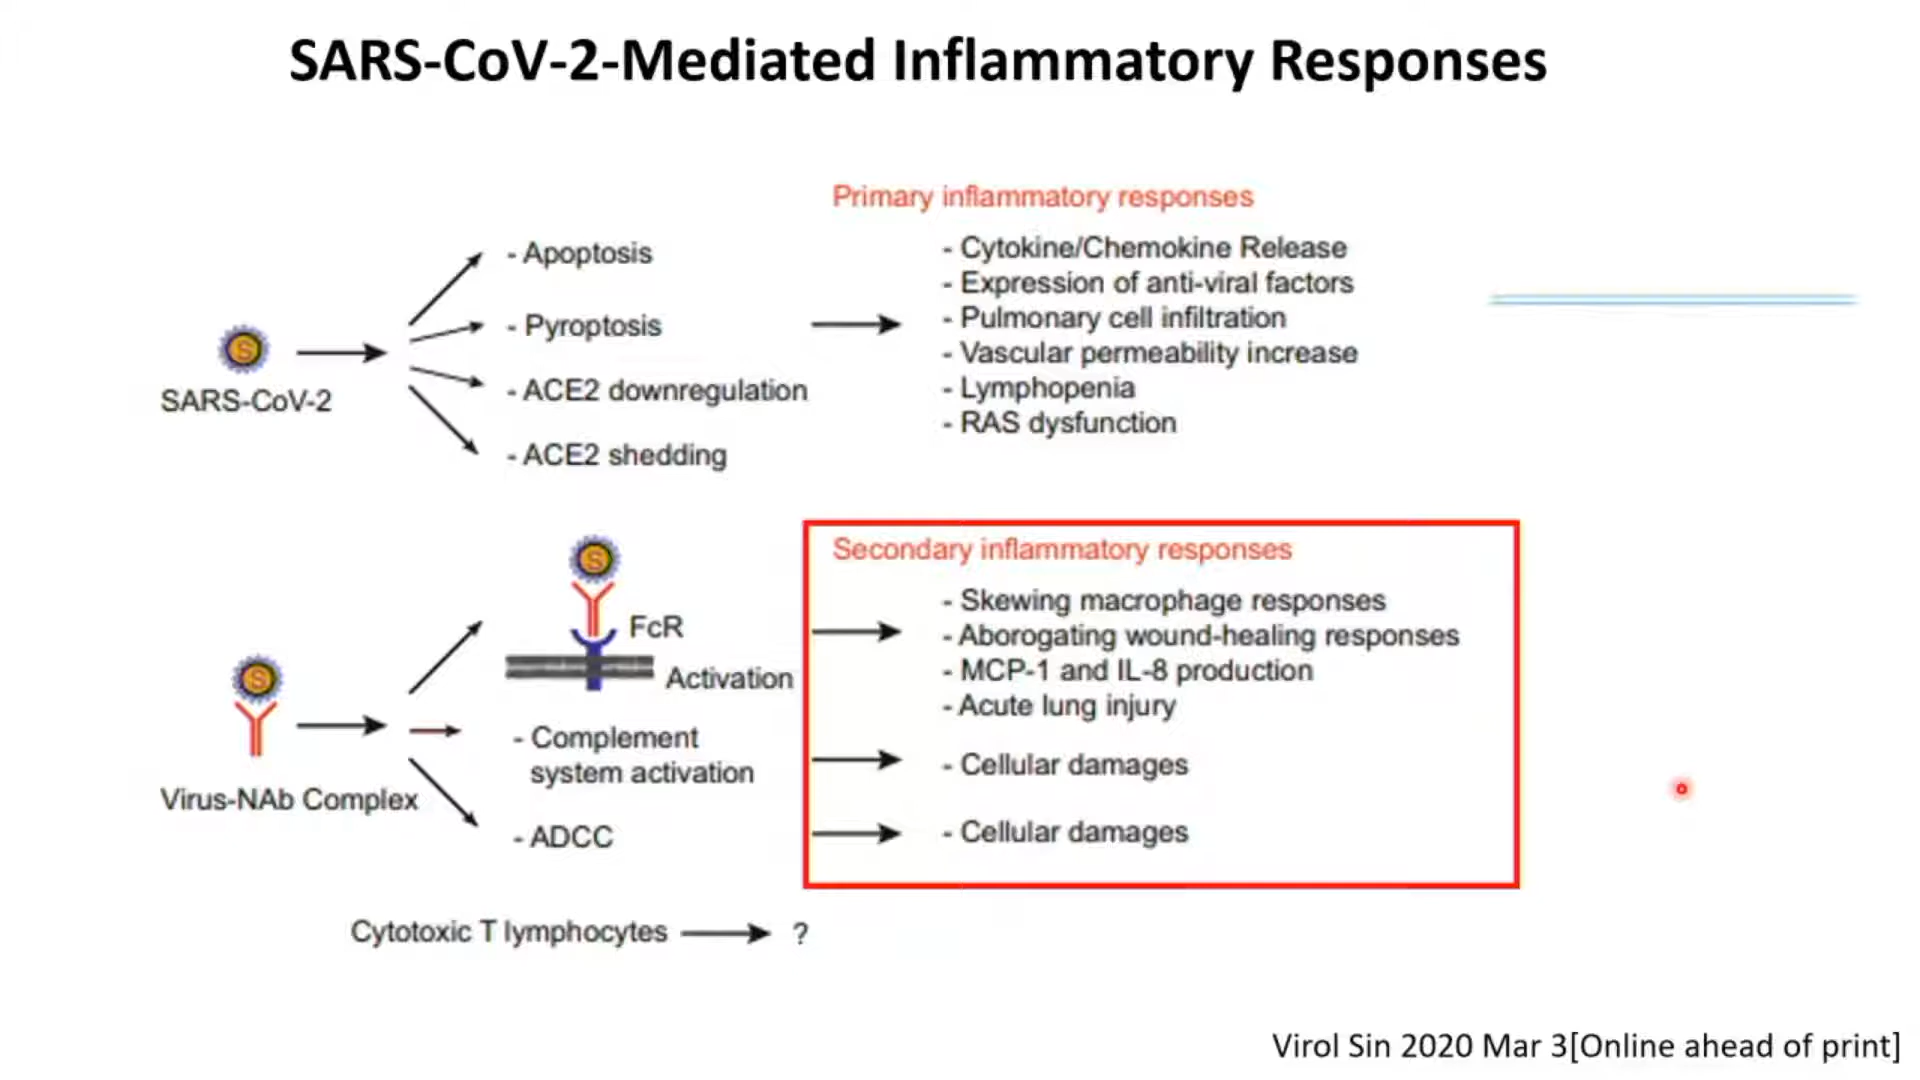 SARS-CoV-2-Mediated Inflammatory Responses
Primary inflammatory responses
- Apoptosis
- Pyroptosis
- ACE2 downregulation
- ACE2 shedding
S
SARS-CoV-2
- Cytokine/Chemokine Release
- Expression of anti-viral factors
- Pulmonary cell infiltration
- Vascular permeability increase
- Lymphopenia
- RAS dysfunction
Secondary inflammatory responses
S
FcR
Activation
S
Virus-NAb Complex
- Complement
system activation
- ADCC
- Skewing macrophage responses
- Aborogating wound-healing responses
- MCP-1 and IL-8 production
- Acute lung injury
- Cellular damages
- Cellular damages
Cytotoxic T lymphocytes ?
Virol Sin 2020 Mar 3[Online ahead of print]